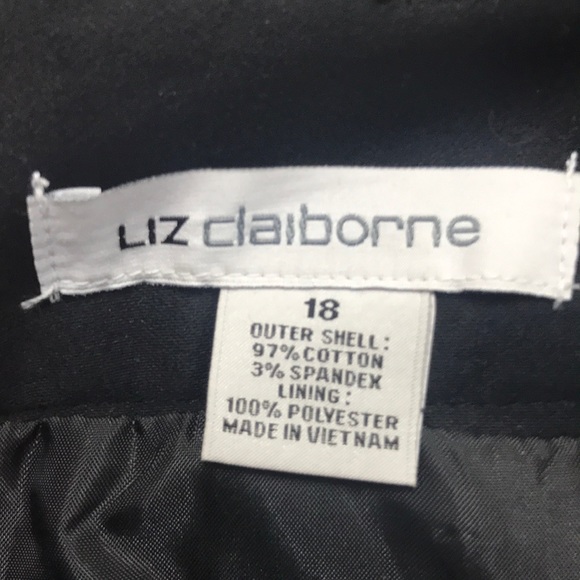 LIZ claiborne
18
OUTER SHELL:
97% COTTON
3% SPANDEX
LINING:
100% POLYESTER
MADE IN VIETNAM